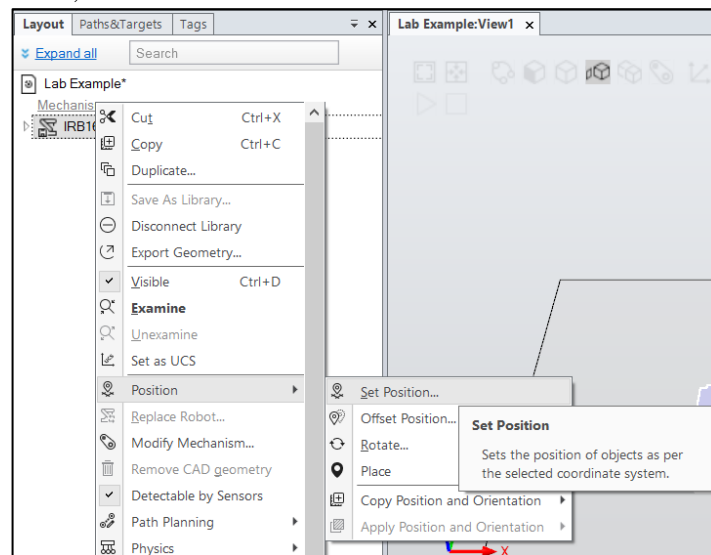 Layout Paths&Targets Tags
Lab Example:View1
Expand all Search
Lab Example*
Mechanis
IRB16
Cut Ctrl+X
Copy Ctrl+C
Duplicate...
Save As Library...
Disconnect Library
Export Geometry...
Visible Ctrl+D
Examine
Unexamine
Set as UCS
Position
Replace Robot...
Modify Mechanism...
Remove CAD geometry
Detectable by Sensors
Path Planning
Physics
Set Position...
Offset Position...
Rotate...
Place
Copy Position and Orientation
Apply Position and Orientation
Set Position
Sets the position of objects as per
the selected coordinate system.
X